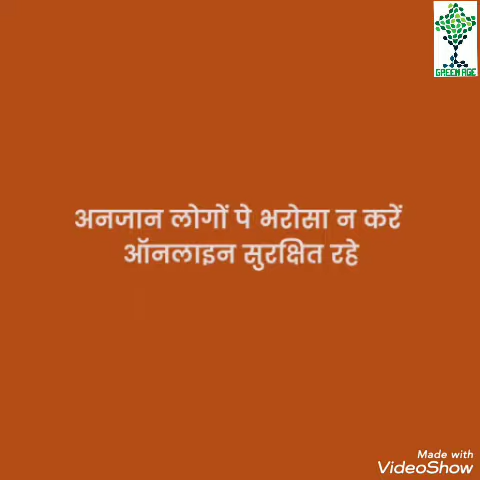 GREEN AGE
अनजान लोगों पे भरोसा न करें
ऑनलाइन सुरक्षित रहे
Made with
VideoShow